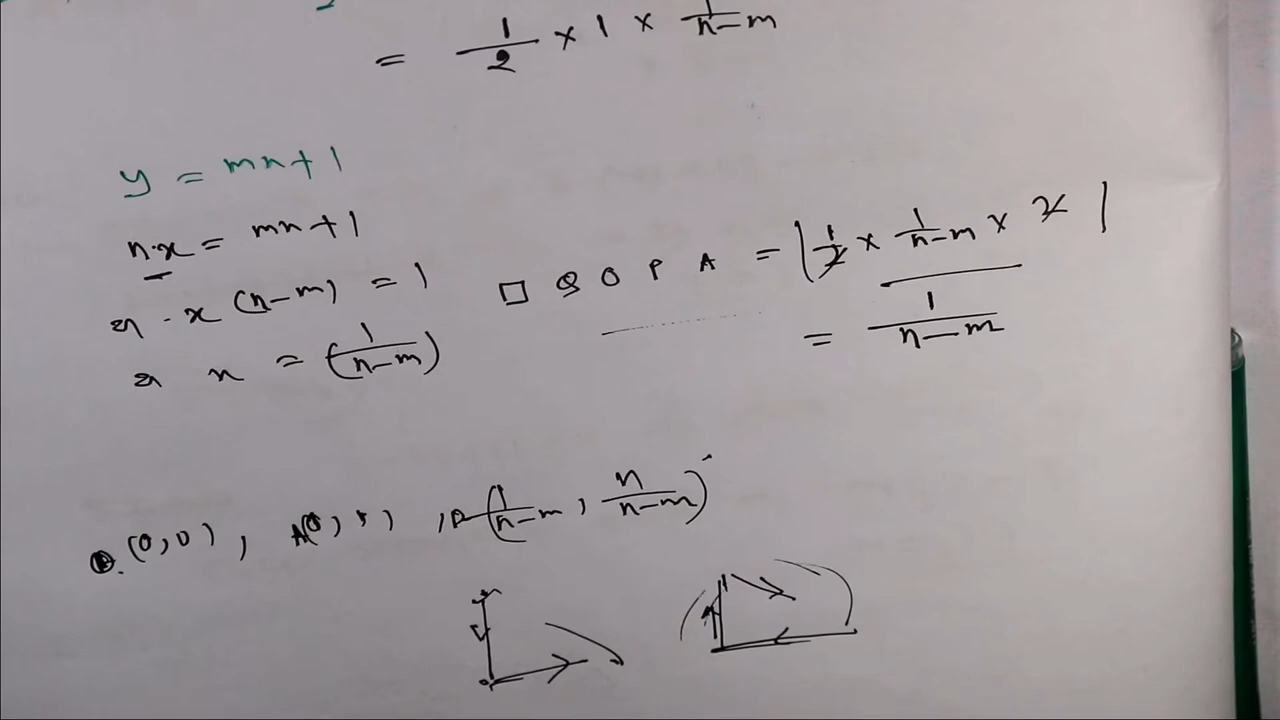 = 1/2 × 1 × 1/(n−m)
y = mx + 1
n·x = mx + 1
বা x (n−m) = 1
বা x = (1/(n−m))
□ Q O P A = |1/2 × 1/(n−m) × 2|
= 1/(n−m)
(0,0), A(0,1), P(1/(n−m), n/(n−m))